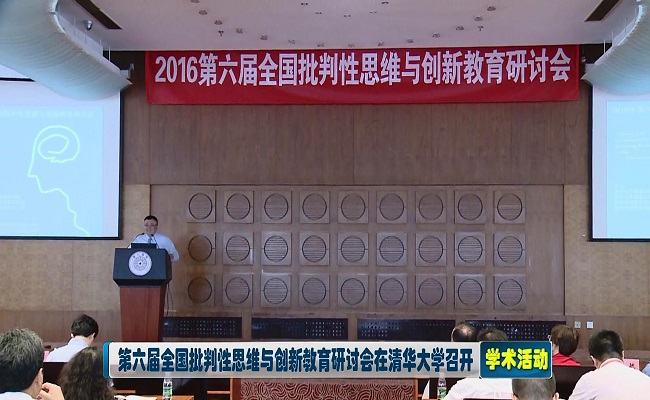 2016第六届全国批判性思维与创新教育研讨会
第六届全国批判性思维与创新教育研讨会在清华大学召开
学术活动